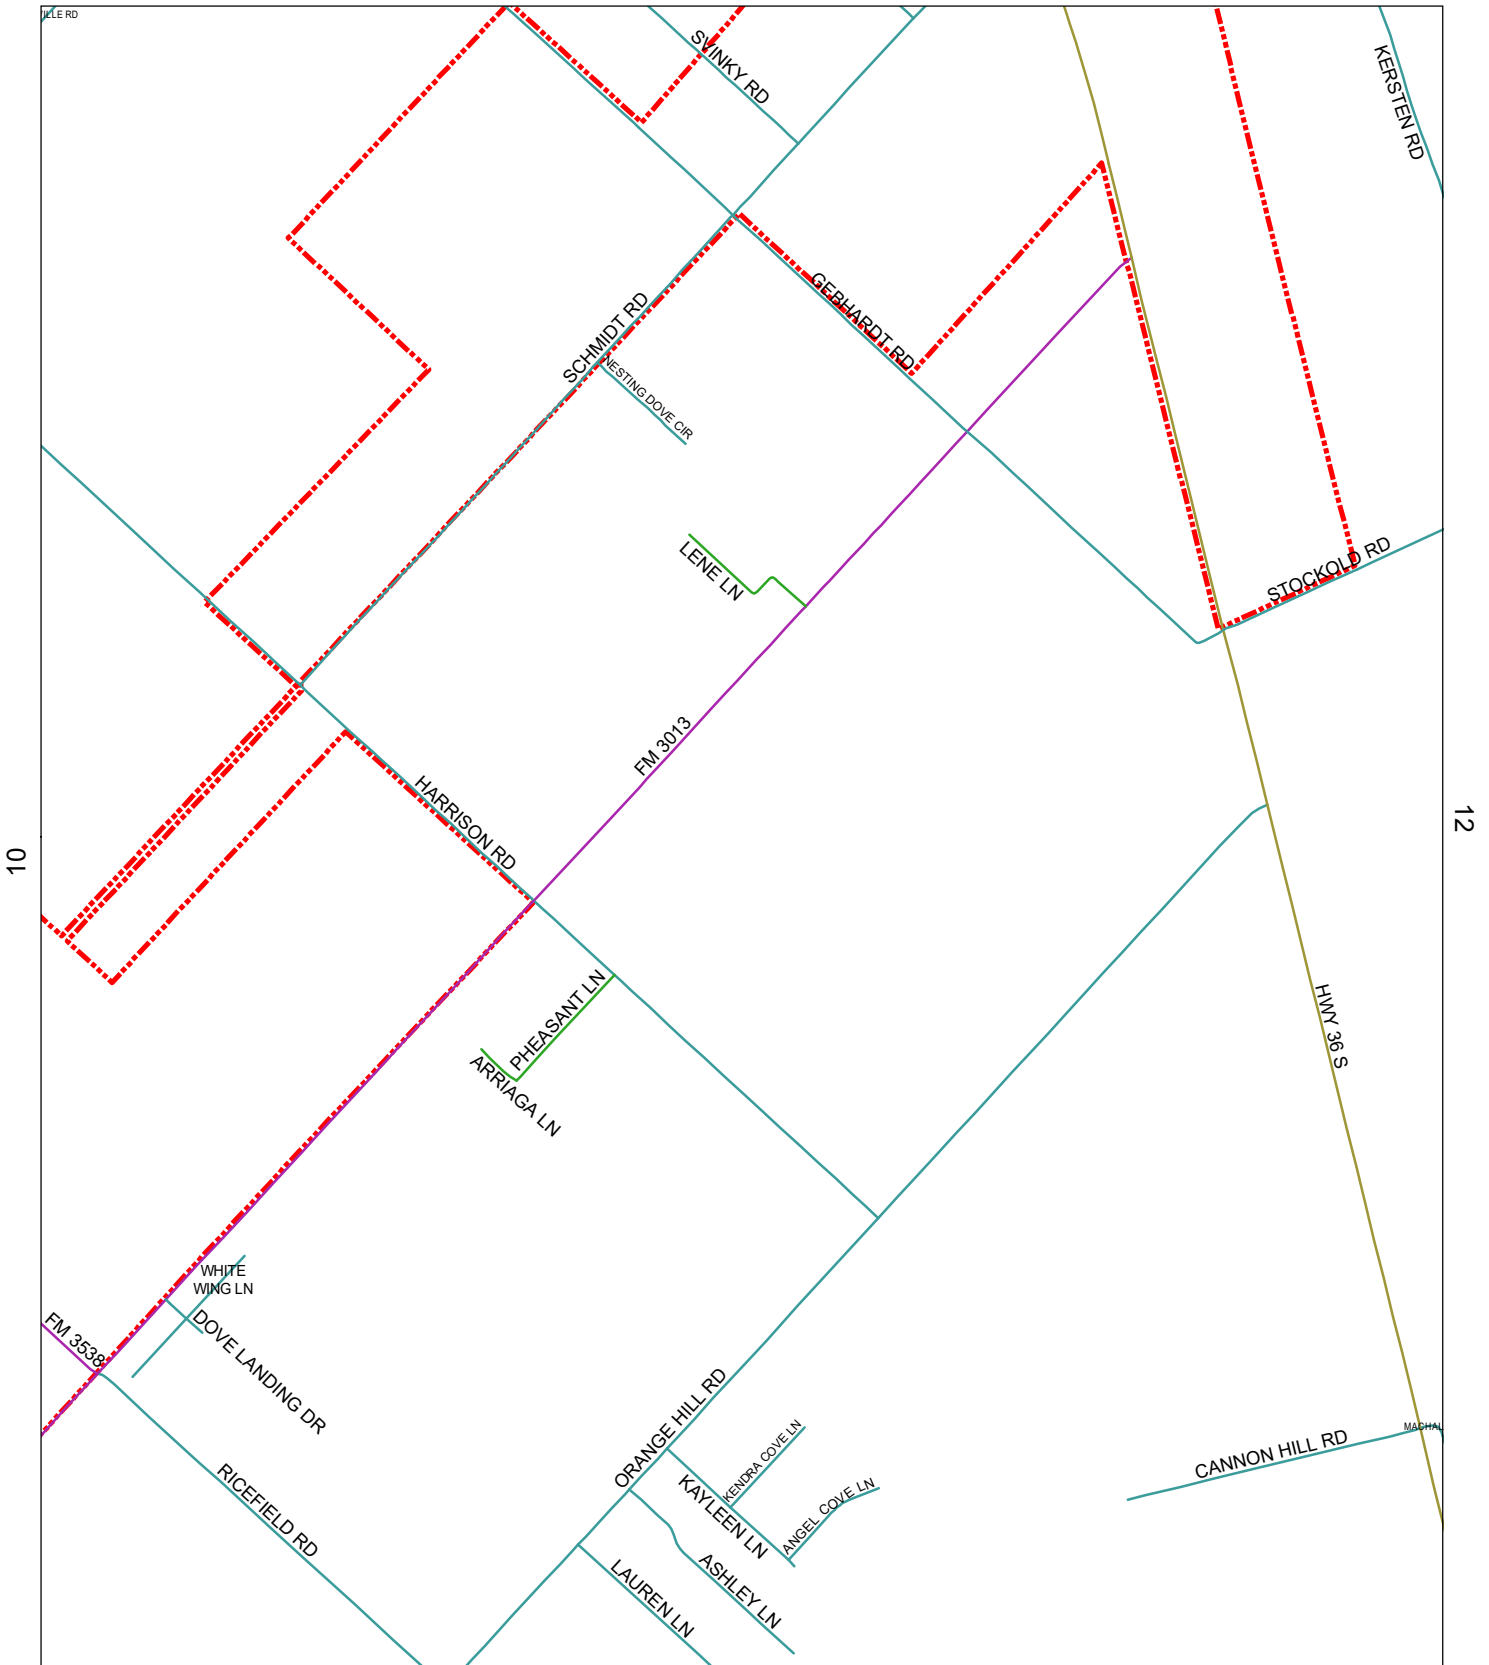 ILLE RD
SVINKY RD
KERSTEN RD
GEBHARDT RD
SCHMIDT RD
NESTING DOVE CIR
LENE LN
STOCKOLD RD
FM 3013
HARRISON RD
10
12
PHEASANT LN
ARRIAGA LN
HWY 36 S
WHITE
WING LN
DOVE LANDING DR
FM 3538
ORANGE HILL RD
KENDRA COVE LN
KAYLEEN LN
ANGEL COVE LN
CANNON HILL RD
MACHAL
RICEFIELD RD
ASHLEY LN
LAUREN LN